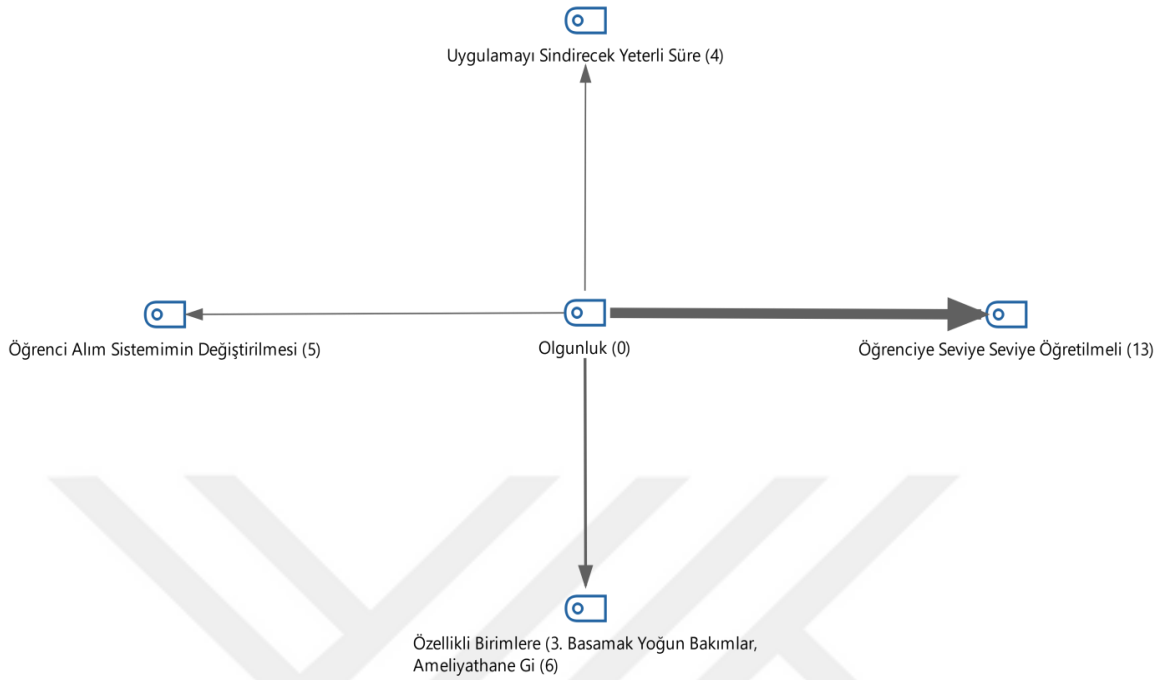 Uygulamayı Sindirecek Yeterli Süre (4)
Öğrenci Alım Sistemimin Değiştirilmesi (5)
Olgunluk (0)
Öğrenciye Seviye Seviye Öğretilmeli (13)
Özellikli Birimlere (3. Basamak Yoğun Bakımlar,
Ameliyathane Gi (6)